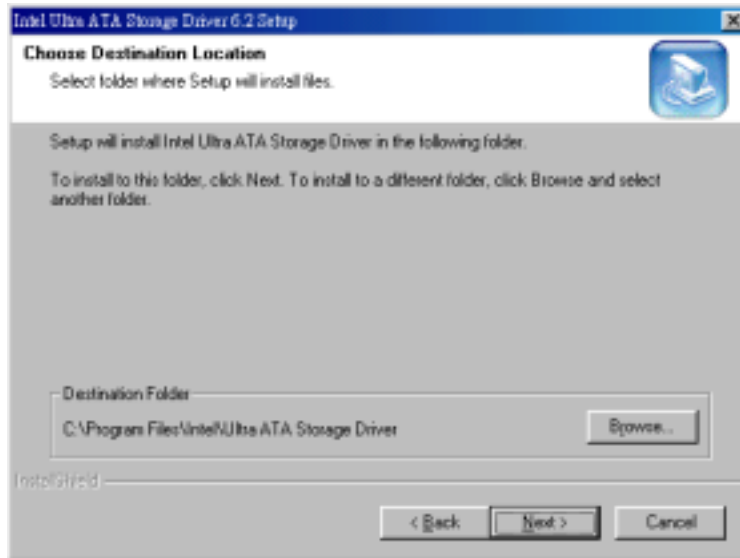 Intel Ultra ATA Storage Driver 6.2 Setup
Choose Destination Location
Select folder where Setup will install files.
Setup will install Intel Ultra ATA Storage Driver in the following folder.
To install to this folder, click Next. To install to a different folder, click Browse and select
another folder.
Destination Folder
C:\Program Files\Intel\Ultra ATA Storage Driver
Browse...
InstallShield
< Back
Next >
Cancel